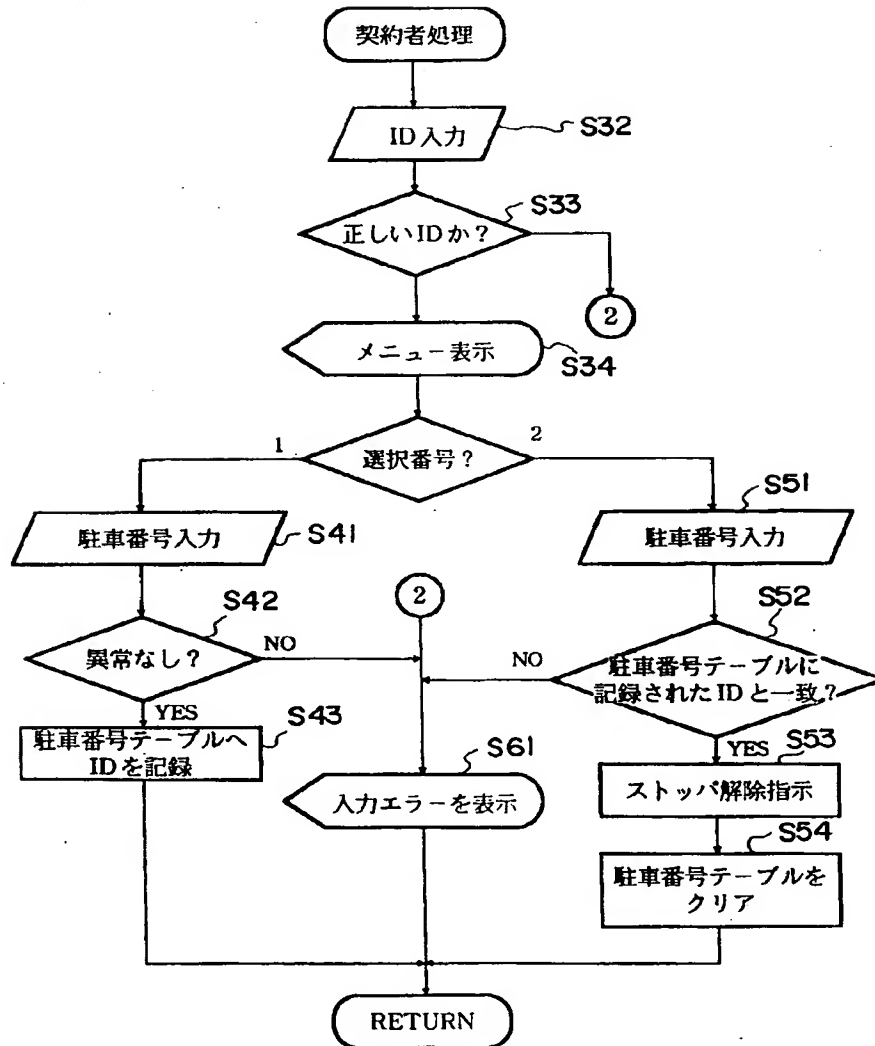 契約者処理
ID入力
S32
正しいIDか?
S33
2
メニュー表示
S34
選択番号?
1
2
駐車番号入力
S41
駐車番号入力
S51
2
異常なし?
S42
NO
YES
駐車番号テーブルに
記録されたIDと一致?
S52
NO
YES
駐車番号テーブルへ
IDを記録
S43
入力エラーを表示
S61
ストッパ解除指示
S53
駐車番号テーブルを
クリア
S54
RETURN